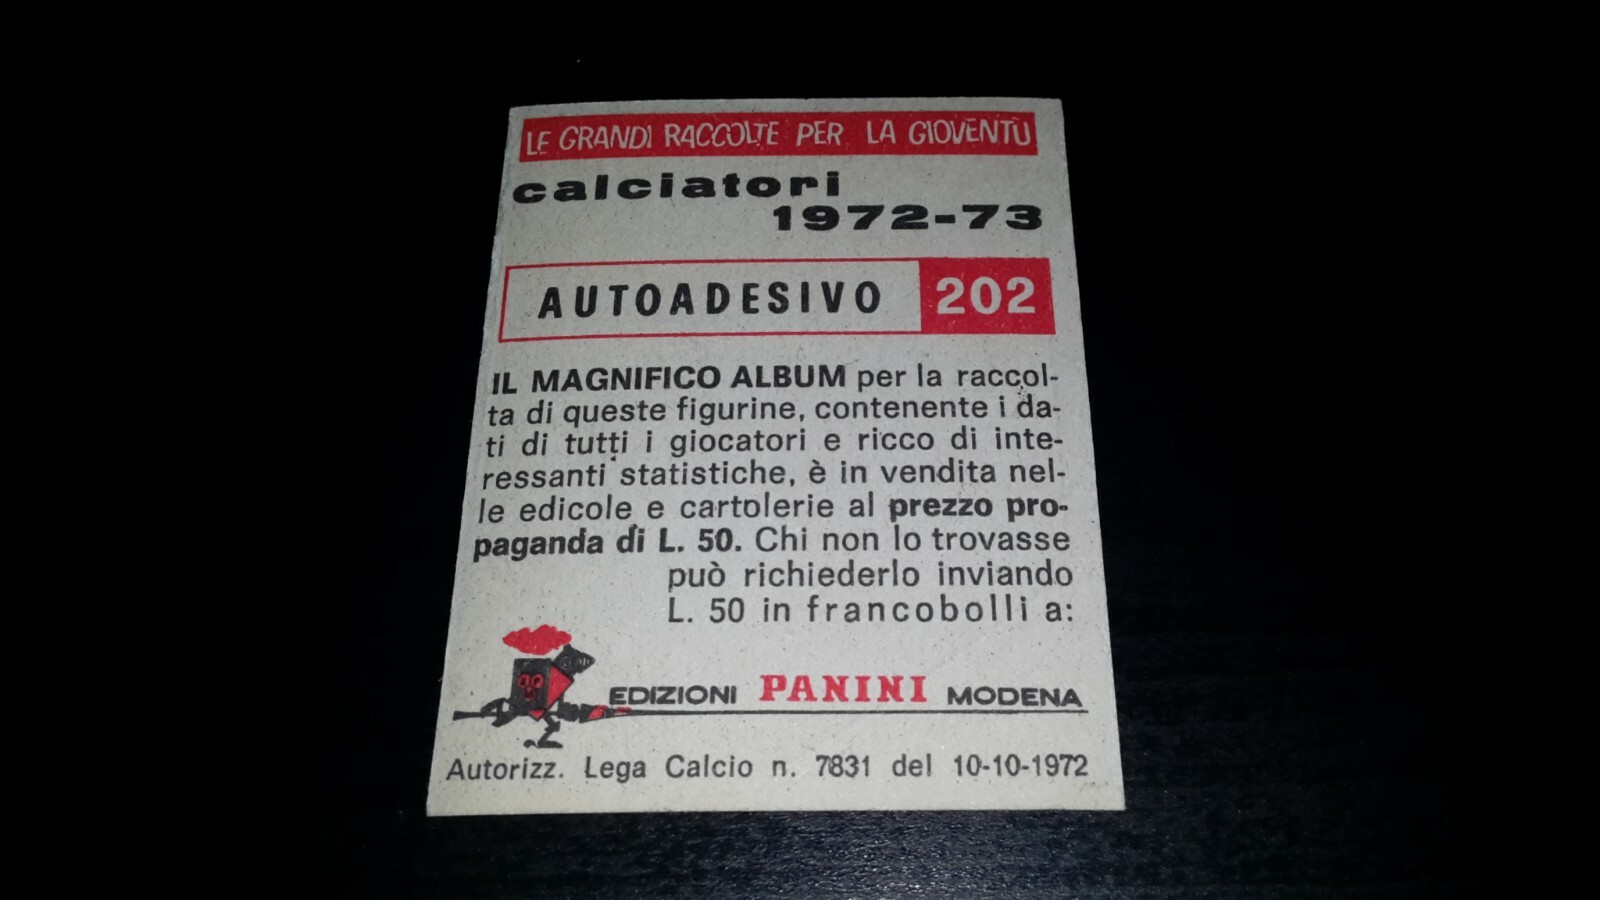 LE GRANDI RACCOLTE PER LA GIOVENTÙ
calciatori
1972-73
AUTOADESIVO 202
IL MAGNIFICO ALBUM per la raccol-
ta di queste figurine, contenente i da-
ti di tutti i giocatori e ricco di inte-
ressanti statistiche, è in vendita nel-
le edicole e cartolerie al prezzo pro-
paganda di L. 50. Chi non lo trovasse
può richiederlo inviando
L. 50 in francobolli a:
EDIZIONI PANINI MODENA
Autorizz. Lega Calcio n. 7831 del 10-10-1972